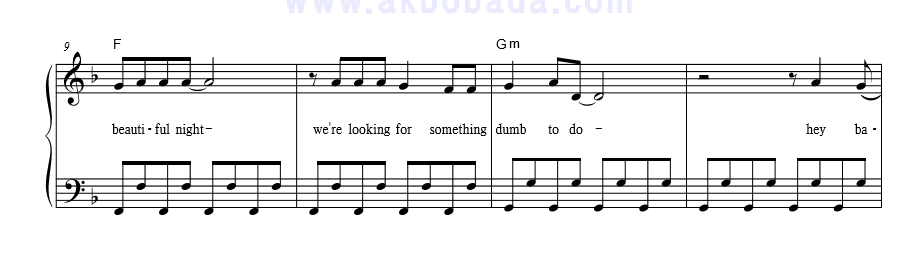 www.akbobada.com
9 F Gm
beauti - ful night – we're looking for something dumb to do – hey ba -